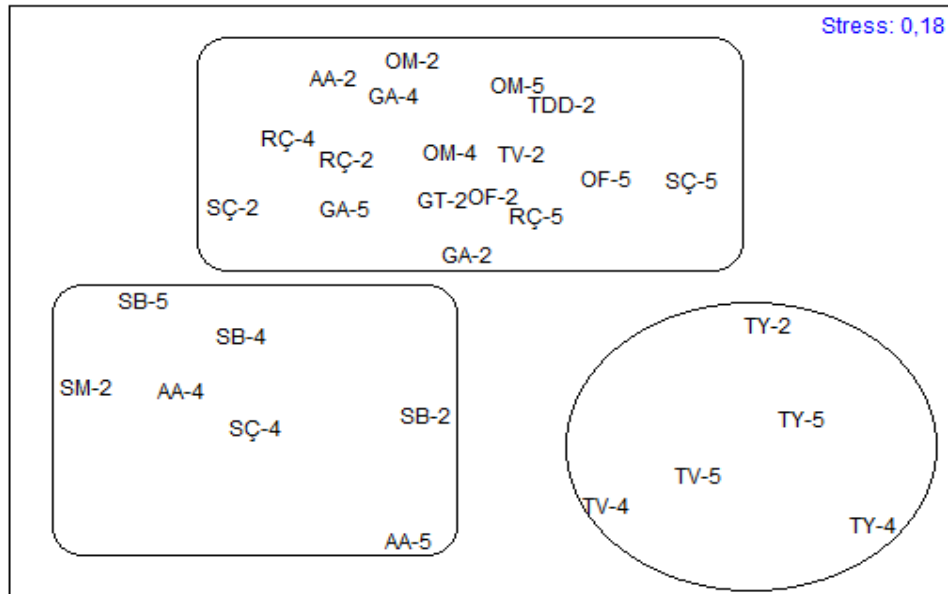 Stress: 0,18
OM-2
AA-2
OM-5
GA-4
TDD-2
RÇ-4
RÇ-2
OM-4
TV-2
OF-5
SÇ-5
SÇ-2
GA-5
GT-2
OF-2
RÇ-5
GA-2
SB-5
SB-4
SM-2
AA-4
SÇ-4
SB-2
AA-5
TY-2
TY-5
TV-5
TV-4
TY-4